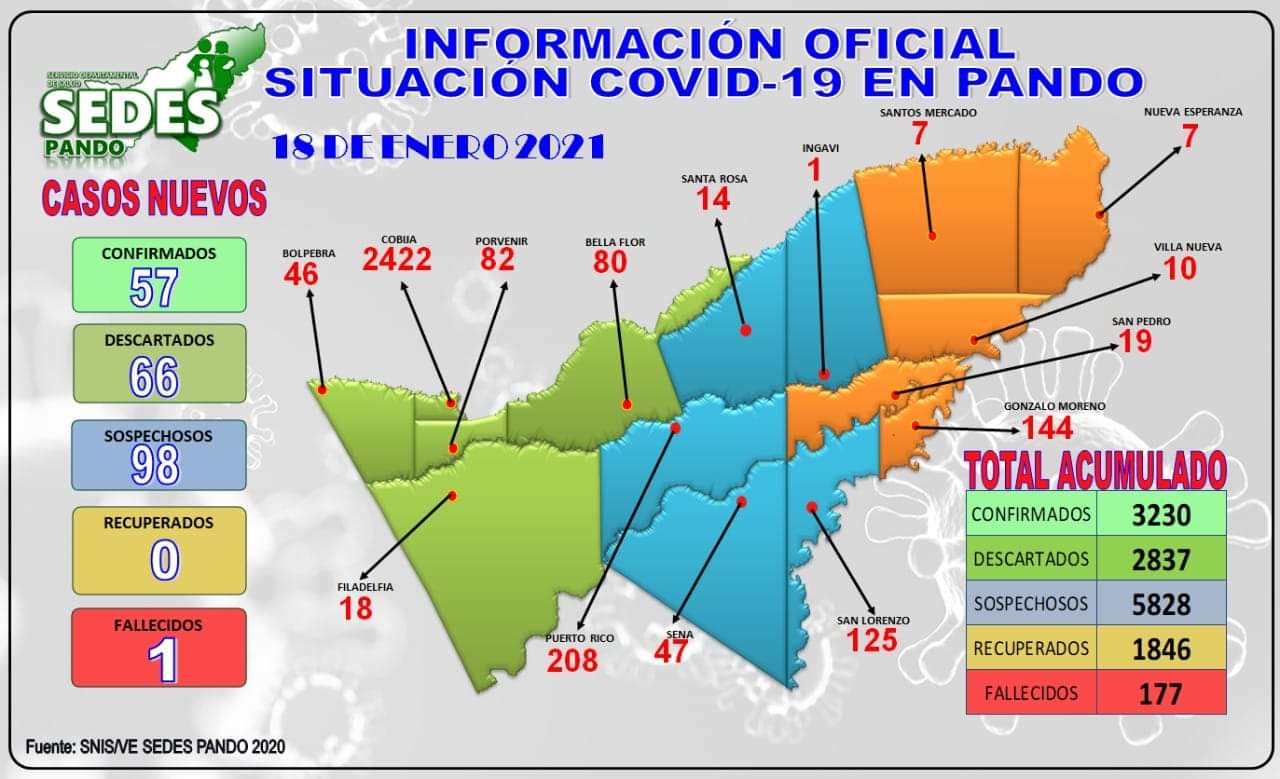 INFORMACIÓN OFICIAL
SITUACIÓN COVID-19 EN PANDO
18 DE ENERO 2021
SERVICIO DEPARTAMENTAL
DE SALUD
SEDES
PANDO
CASOS NUEVOS
CONFIRMADOS
57
DESCARTADOS
66
SOSPECHOSOS
98
RECUPERADOS
0
FALLECIDOS
1
BOLPEBRA
46
COBIJA
2422
PORVENIR
82
BELLA FLOR
80
SANTA ROSA
14
INGAVI
1
SANTOS MERCADO
7
NUEVA ESPERANZA
7
VILLA NUEVA
10
SAN PEDRO
19
GONZALO MORENO
144
FILADELFIA
18
PUERTO RICO
208
SENA
47
SAN LORENZO
125
TOTAL ACUMULADO
CONFIRMADOS 3230
DESCARTADOS 2837
SOSPECHOSOS 5828
RECUPERADOS 1846
FALLECIDOS 177
Fuente: SNIS/VE SEDES PANDO 2020